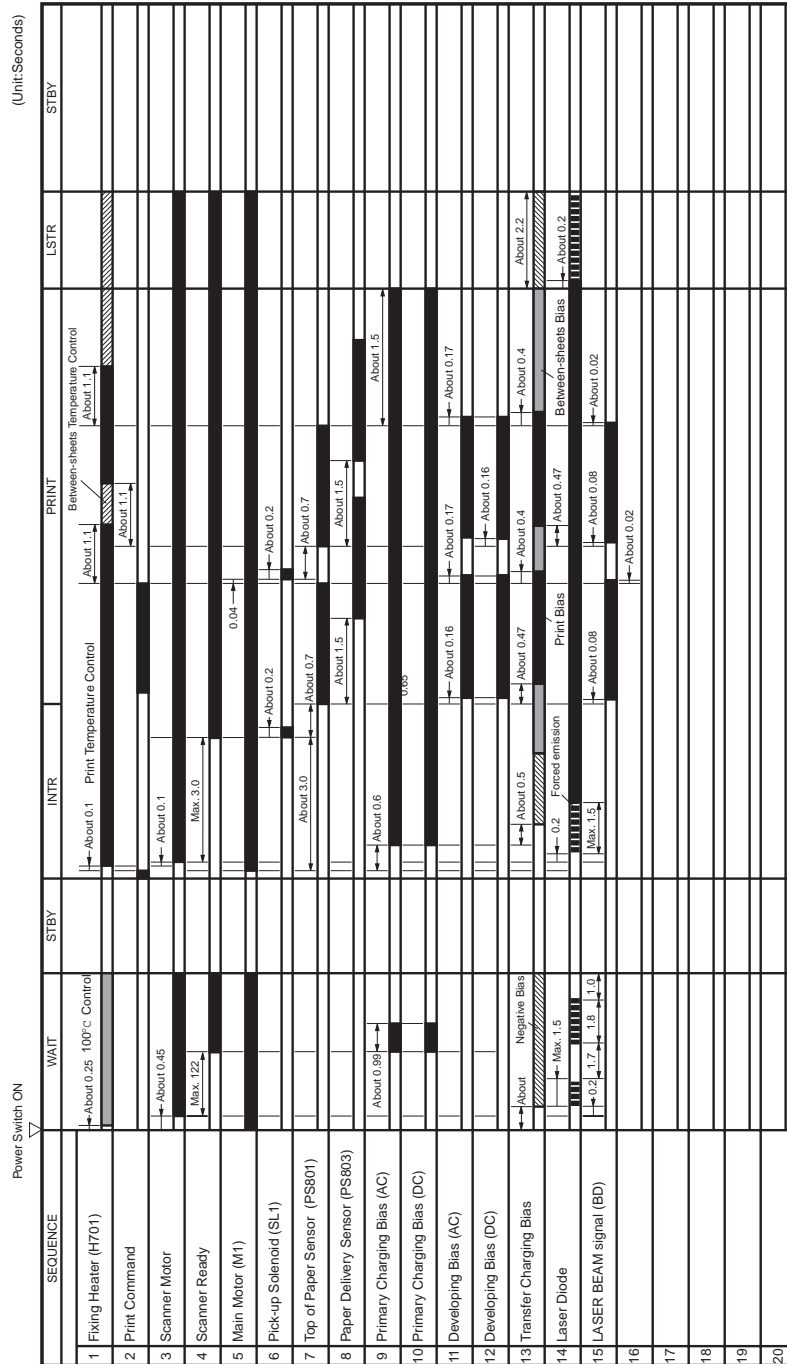 (Unit:Seconds)
Power Switch ON
SEQUENCE WAIT STBY INTR PRINT LSTR STBY
1 Fixing Heater (H701) About 0.25 100°C Control About 0.1 Print Temperature Control About 1.1 Between-sheets Temperature Control About 1.1
2 Print Command About 1.1
3 Scanner Motor About 0.45 About 0.1
4 Scanner Ready Max. 122 Max. 3.0
5 Main Motor (M1) 0.04
6 Pick-up Solenoid (SL1) About 0.2 About 0.2
7 Top of Paper Sensor (PS801) About 3.0 About 0.7 About 0.7
8 Paper Delivery Sensor (PS803) About 1.5 About 1.5
9 Primary Charging Bias (AC) About 0.99 About 0.6 About 1.5
10 Primary Charging Bias (DC) 0.65
11 Developing Bias (AC) About 0.16 About 0.17 About 0.17
12 Developing Bias (DC) About 0.16
13 Transfer Charging Bias About Negative Bias About 0.5 About 0.47 About 0.4 About 0.4 About 2.2
14 Laser Diode Max. 1.5 0.2 Forced emission Print Bias About 0.47 Between-sheets Bias About 0.2
15 LASER BEAM signal (BD) 0.2 1.7 1.8 1.0 Max. 1.5 About 0.08 About 0.08 About 0.02
16 About 0.02
17
18
19
20